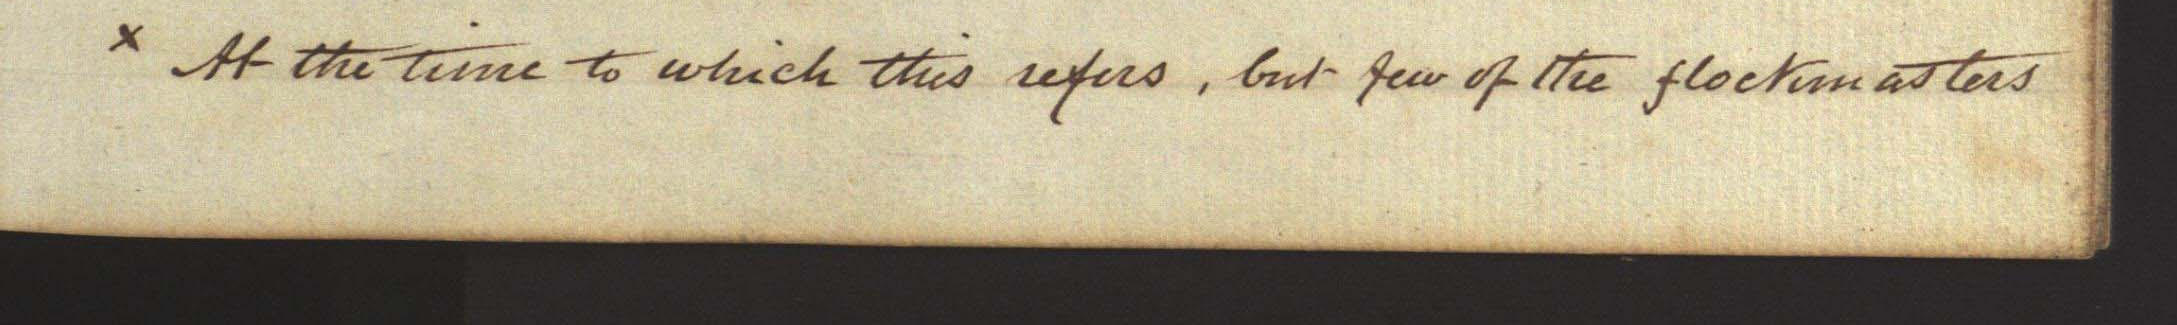 x At the time to which this refers, but few of the flockmasters